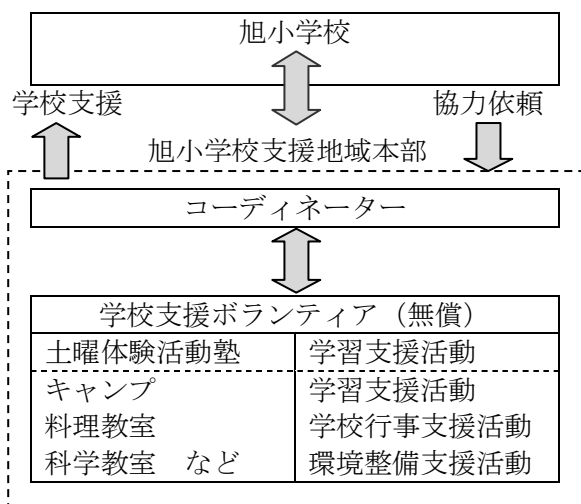 旭小学校
学校支援 協力依頼
旭小学校支援地域本部
コーディネーター
学校支援ボランティア（無償）
土曜体験活動塾 学習支援活動
キャンプ 学習支援活動
料理教室 学校行事支援活動
科学教室　など 環境整備支援活動